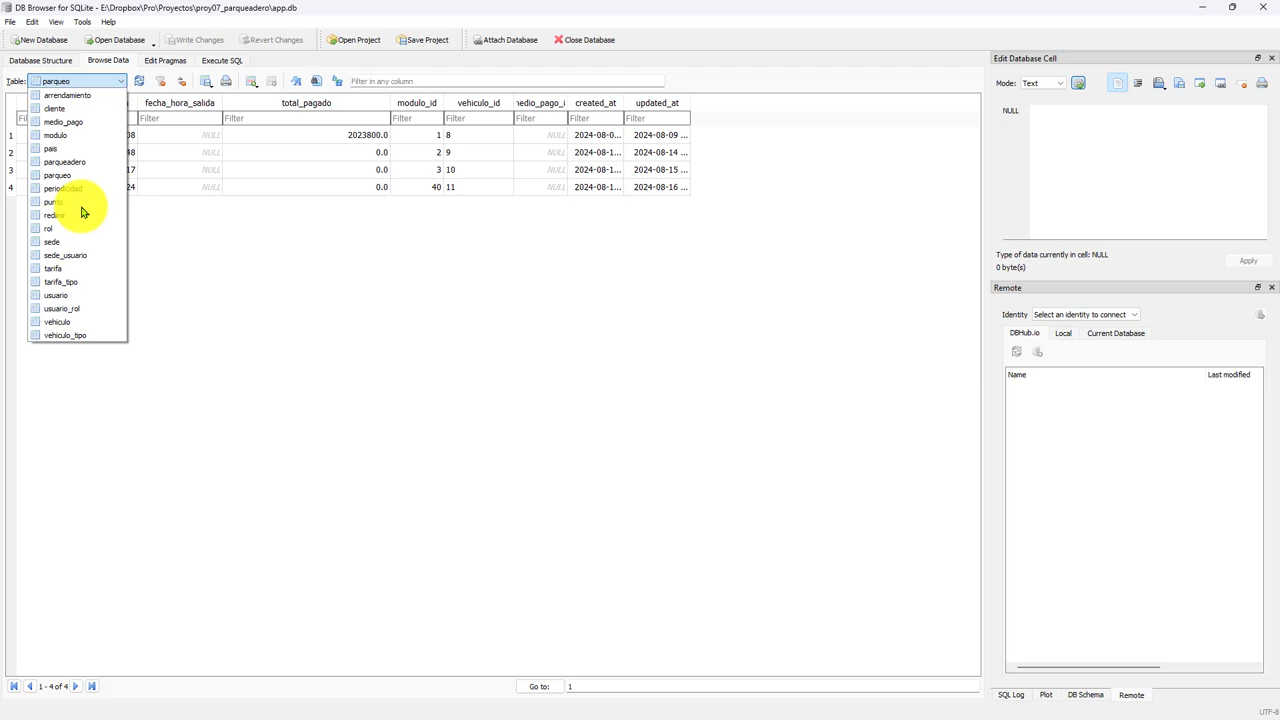 DB Browser for SQLite - E:\Dropbox\Pro\Proyectos\proy07_parqueadero\app.db
File Edit View Tools Help
New Database Open Database Write Changes Revert Changes Open Project Save Project Attach Database Close Database
Database Structure Browse Data Edit Pragmas Execute SQL
Table: parqueo Filter in any column
arrendamiento
cliente
medio_pago
modulo
pais
parqueadero
parqueo
periodicidad
punto
redimir
rol
sede
sede_usuario
tarifa
tarifa_tipo
usuario
usuario_rol
vehiculo
vehiculo_tipo
fecha_hora_salida total_pagado modulo_id vehiculo_id created_at updated_at
Filter Filter Filter Filter Filter Filter Filter
1 08 NULL 2023800.0 1 8 NULL 2024-08-0... 2024-08-09 ...
2 48 NULL 0.0 2 9 NULL 2024-08-1... 2024-08-14 ...
3 17 NULL 0.0 3 10 NULL 2024-08-1... 2024-08-15 ...
4 24 NULL 0.0 40 11 NULL 2024-08-1... 2024-08-16 ...
1 - 4 of 4 Go to: 1
Edit Database Cell
Mode: Text
NULL
Type of data currently in cell: NULL
0 byte(s)
Apply
Remote
Identity Select an identity to connect
DBHub.io Local Current Database
Name Last modified
SQL Log Plot DB Schema Remote
UTF-8